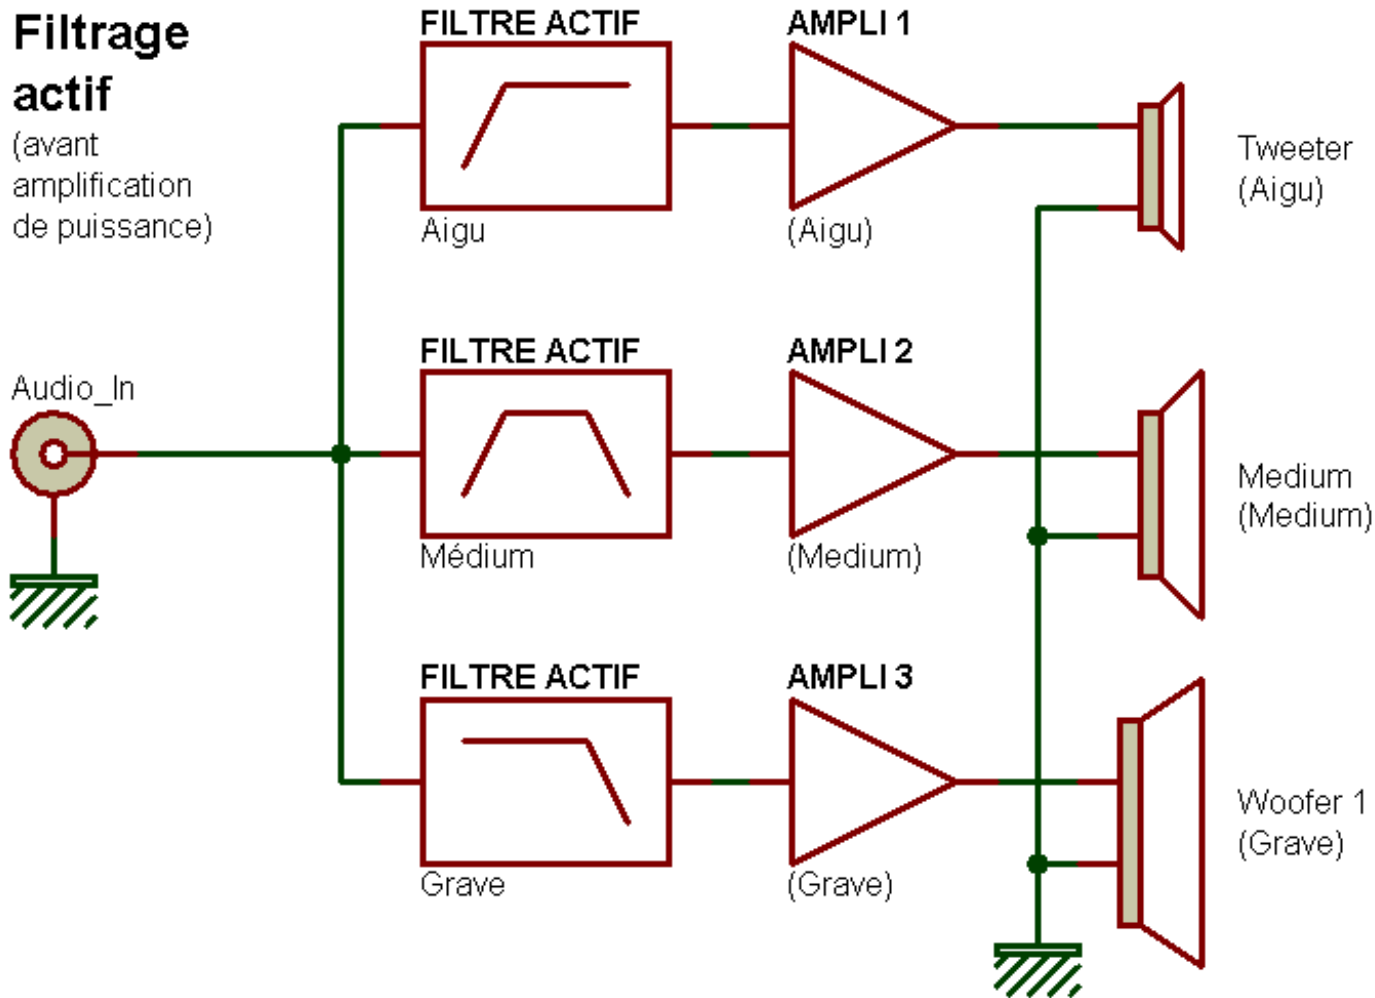 Filtrage
actif
(avant
amplification
de puissance)
FILTRE ACTIF
AMPLI 1
Aigu
(Aigu)
Tweeter
(Aigu)
Audio_In
FILTRE ACTIF
AMPLI 2
Médium
(Medium)
Medium
(Medium)
FILTRE ACTIF
AMPLI 3
Grave
(Grave)
Woofer 1
(Grave)